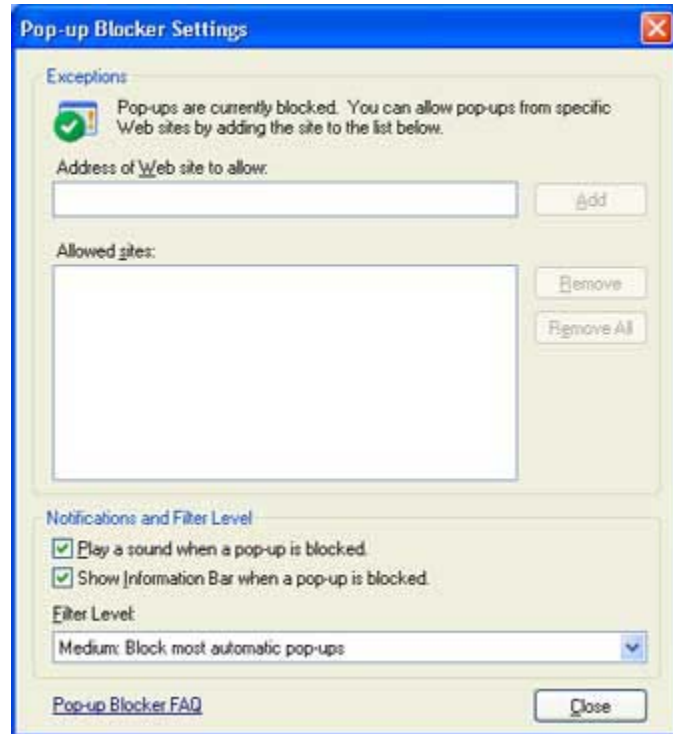 Pop-up Blocker Settings
Exceptions
Pop-ups are currently blocked. You can allow pop-ups from specific
Web sites by adding the site to the list below.
Address of Web site to allow:
Add
Allowed sites:
Remove
Remove All
Notifications and Filter Level
Play a sound when a pop-up is blocked.
Show Information Bar when a pop-up is blocked.
Filter Level:
Medium: Block most automatic pop-ups
Pop-up Blocker FAQ
Close